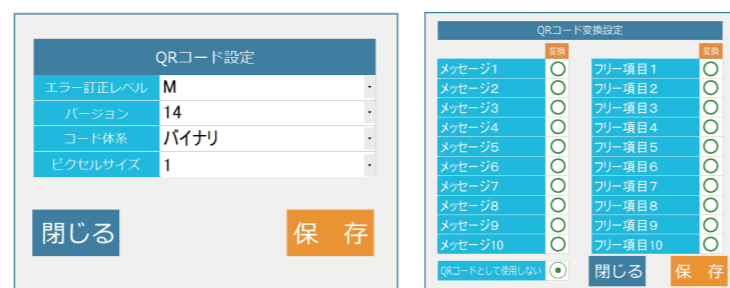 QRコード設定
エラー訂正レベル M
バージョン 14
コード体系 バイナリ
ピクセルサイズ 1
閉じる 保 存
QRコード変換設定
変換 変換
メッセージ1 フリー項目1
メッセージ2 フリー項目2
メッセージ3 フリー項目3
メッセージ4 フリー項目4
メッセージ5 フリー項目5
メッセージ6 フリー項目6
メッセージ7 フリー項目7
メッセージ8 フリー項目8
メッセージ9 フリー項目9
メッセージ10 フリー項目10
QRコードとして使用しない 閉じる 保 存